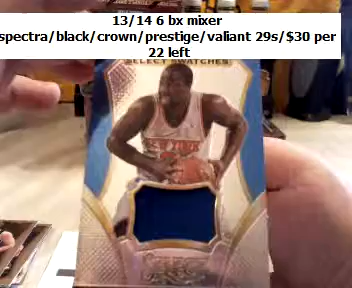 13/14 6 bx mixer
spectra/black/crown/prestige/valiant 29s/$30 per
22 left
SELECT SWATCHES